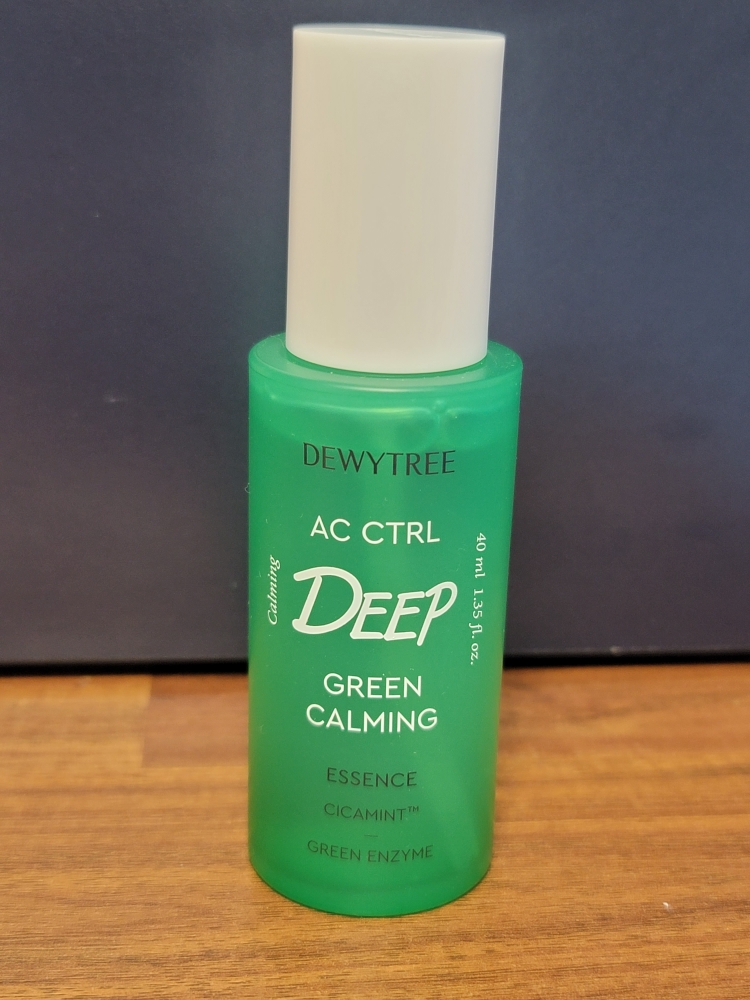 DEWYTREE
AC CTRL
Calming
DEEP
40 ml 1.35 fl. oz.
GREEN
CALMING
ESSENCE
CICAMINT™
GREEN ENZYME